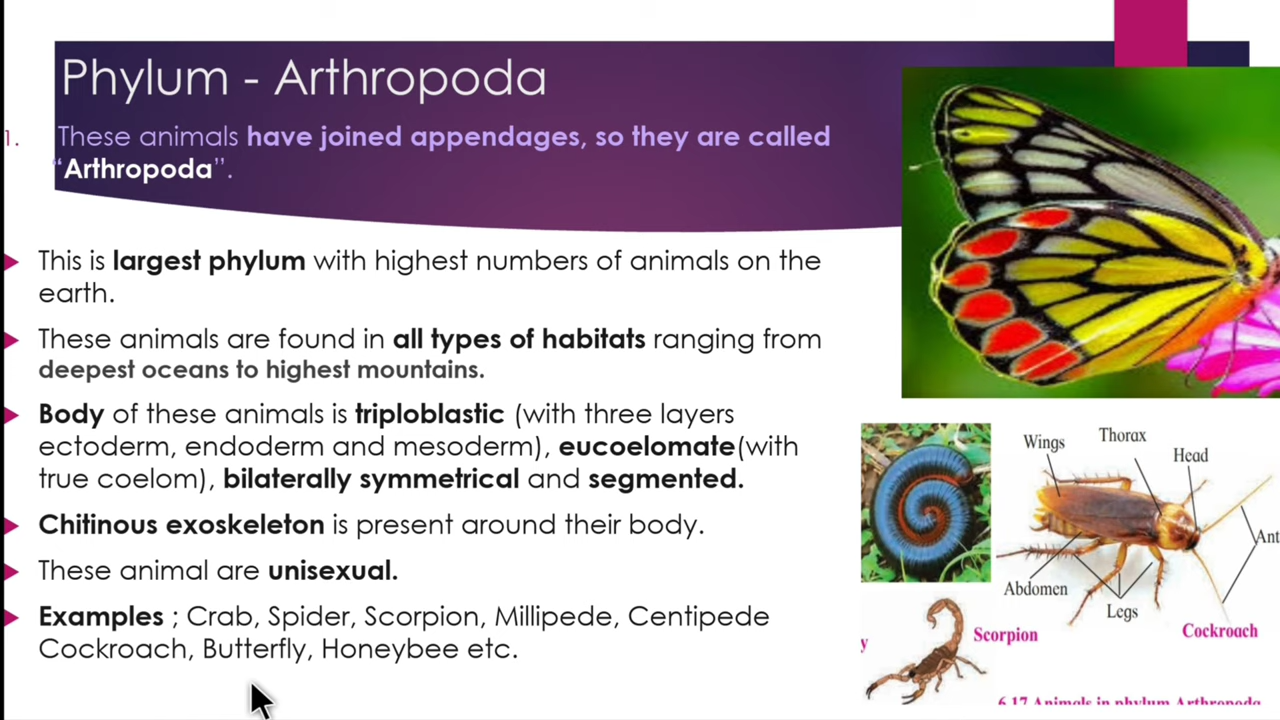 Phylum - Arthropoda
1. These animals have joined appendages, so they are called
“Arthropoda”.
This is largest phylum with highest numbers of animals on the
earth.
These animals are found in all types of habitats ranging from
deepest oceans to highest mountains.
Body of these animals is triploblastic (with three layers
ectoderm, endoderm and mesoderm), eucoelomate(with
true coelom), bilaterally symmetrical and segmented.
Chitinous exoskeleton is present around their body.
These animal are unisexual.
Examples ; Crab, Spider, Scorpion, Millipede, Centipede
Cockroach, Butterfly, Honeybee etc.
Wings
Thorax
Head
Ant
Abdomen
Legs
Cockroach
Scorpion
y
6.17 Animals in phylum Arthropoda